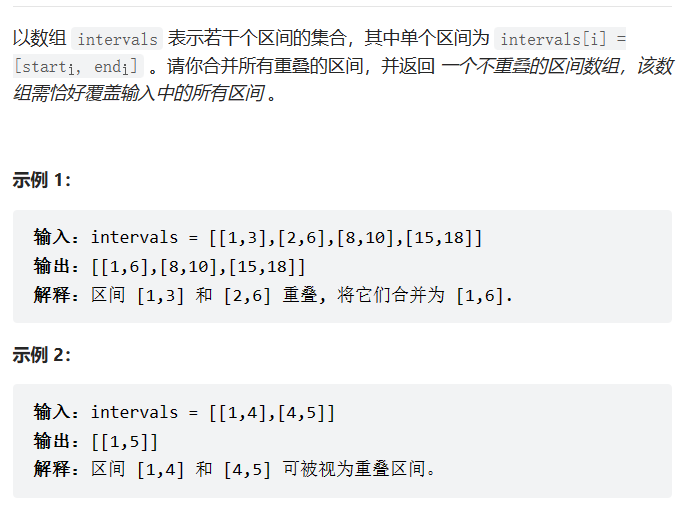 以数组 intervals 表示若干个区间的集合，其中单个区间为 intervals[i] =
[starti, endi] 。请你合并所有重叠的区间，并返回 一个不重叠的区间数组，该数
组需恰好覆盖输入中的所有区间 。
示例 1：
输入：intervals = [[1,3],[2,6],[8,10],[15,18]]
输出：[[1,6],[8,10],[15,18]]
解释：区间 [1,3] 和 [2,6] 重叠, 将它们合并为 [1,6].
示例 2：
输入：intervals = [[1,4],[4,5]]
输出：[[1,5]]
解释：区间 [1,4] 和 [4,5] 可被视为重叠区间。